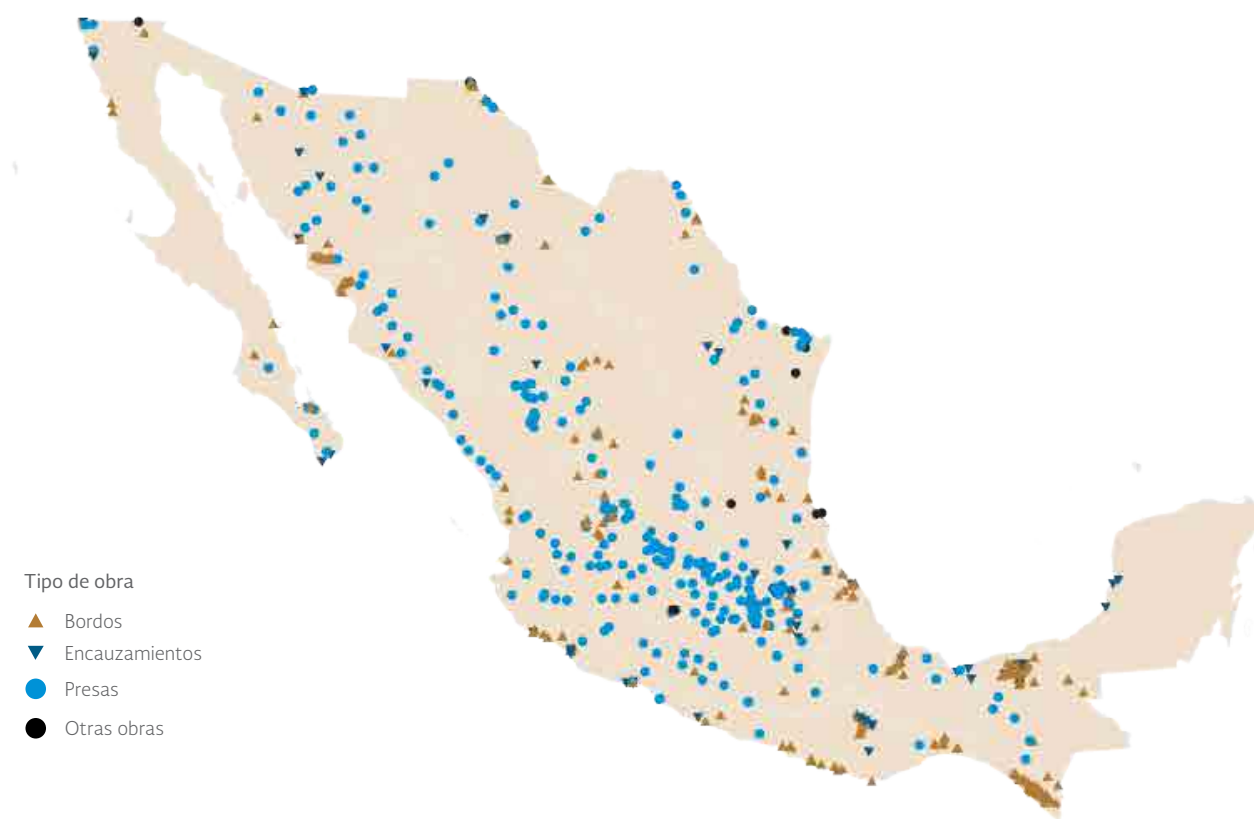 Tipo de obra
Bordos
Encauzamientos
Presas
Otras obras